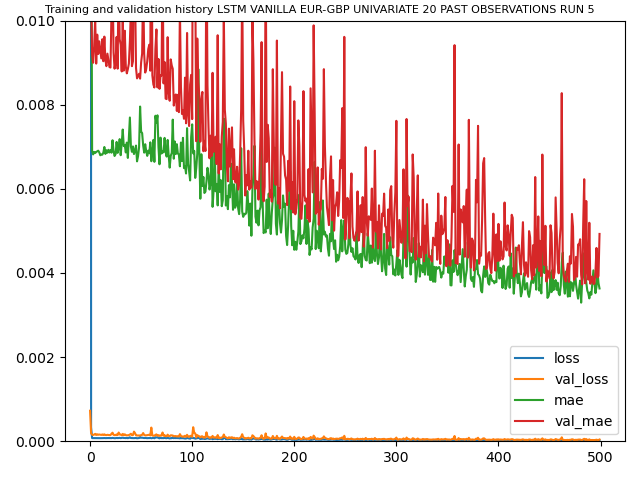 Training and validation history LSTM VANILLA EUR-GBP UNIVARIATE 20 PAST OBSERVATIONS RUN 5
0.010
0.008
0.006
0.004
0.002
0.000
0 100 200 300 400 500
loss
val_loss
mae
val_mae